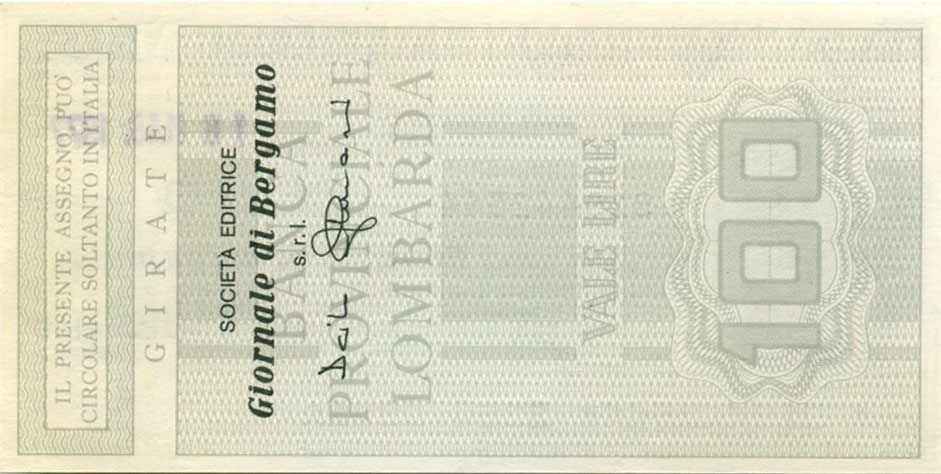 IL PRESENTE ASSEGNO PUO'
CIRCOLARE SOLTANTO IN ITALIA
GIRATE
SOCIETÀ EDITRICE
Giornale di Bergamo
s.r.l.
BANCA
PROVINCIALE
LOMBARDA
VALE LIRE
100